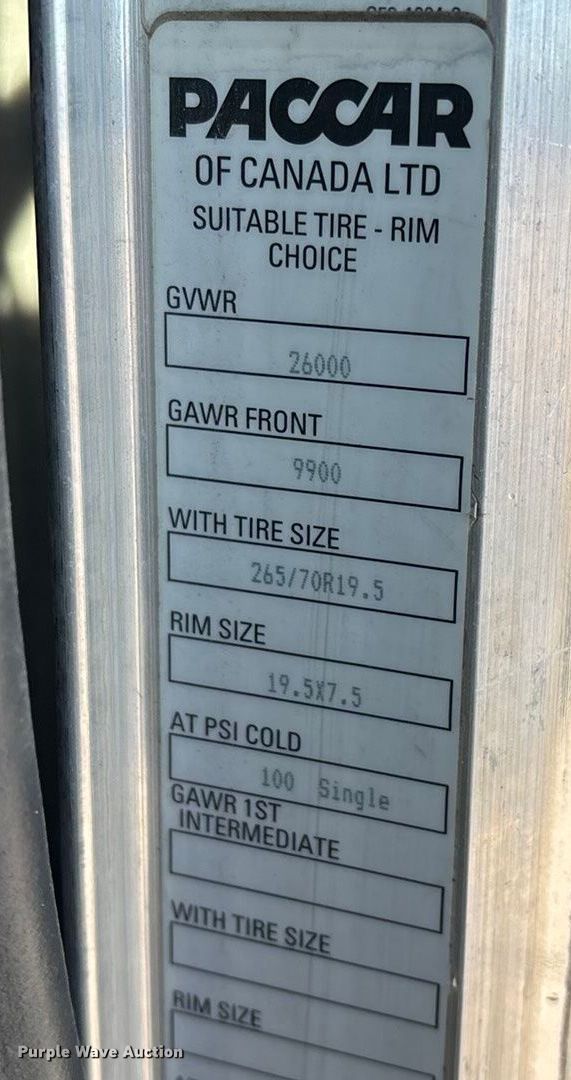 PACCAR
OF CANADA LTD
SUITABLE TIRE - RIM
CHOICE
GVWR
26000
GAWR FRONT
9900
WITH TIRE SIZE
265/70R19.5
RIM SIZE
19.5X7.5
AT PSI COLD
100 Single
GAWR 1ST
INTERMEDIATE
WITH TIRE SIZE
RIM SIZE
Purple Wave Auction